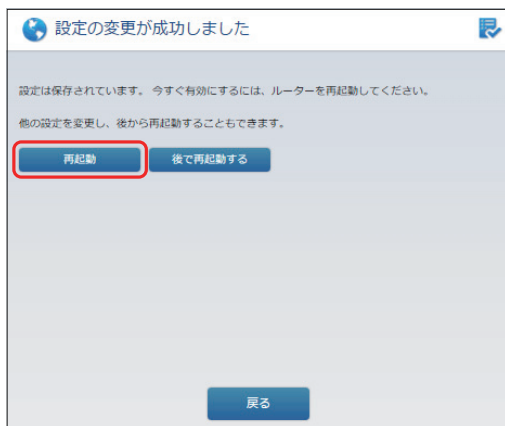 設定の変更が成功しました
設定は保存されています。 今すぐ有効にするには、ルーターを再起動してください。
他の設定を変更し、後から再起動することもできます。
再起動 後で再起動する
戻る